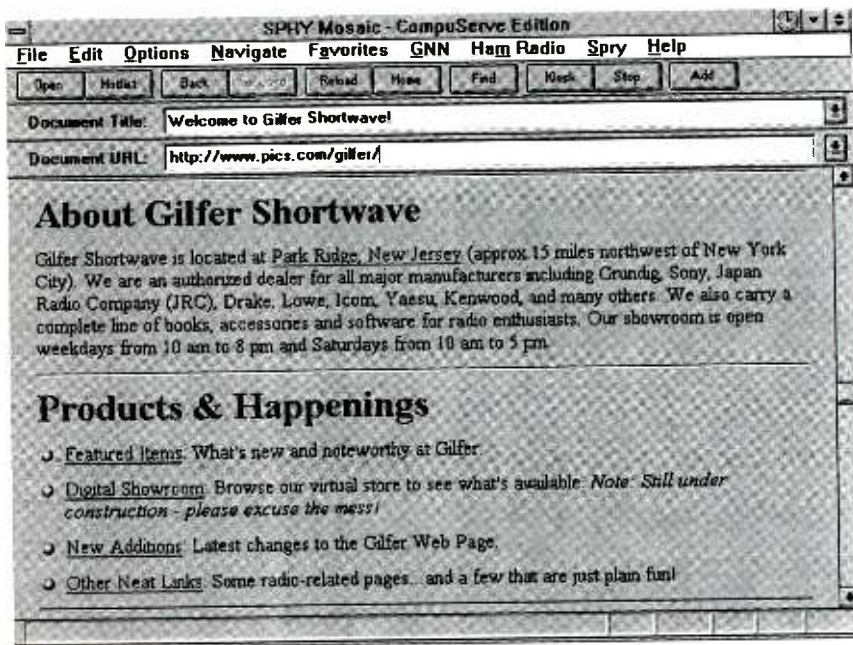 SPRY Mosaic - CompuServe Edition
File Edit Options Navigate Favorites GNN Ham Radio Spry Help
Open Hotlist Back Reload Home Find Kiosk Stop Add
Document Title: Welcome to Gilfer Shortwave!
Document URL: http://www.pics.com/gilfer/
About Gilfer Shortwave
Gilfer Shortwave is located at Park Ridge, New Jersey (approx 15 miles northwest of New York
City). We are an authorized dealer for all major manufacturers including Grundig, Sony, Japan
Radio Company (JRC), Drake, Lowe, Icom, Yaesu, Kenwood, and many others. We also carry a
complete line of books, accessories and software for radio enthusiasts. Our showroom is open
weekdays from 10 am to 8 pm and Saturdays from 10 am to 5 pm
Products & Happenings
Featured Items: What's new and noteworthy at Gilfer.
Digital Showroom: Browse our virtual store to see what's available. Note: Still under
construction - please excuse the mess!
New Additions: Latest changes to the Gilfer Web Page.
Other Neat Links: Some radio-related pages... and a few that are just plain fun!